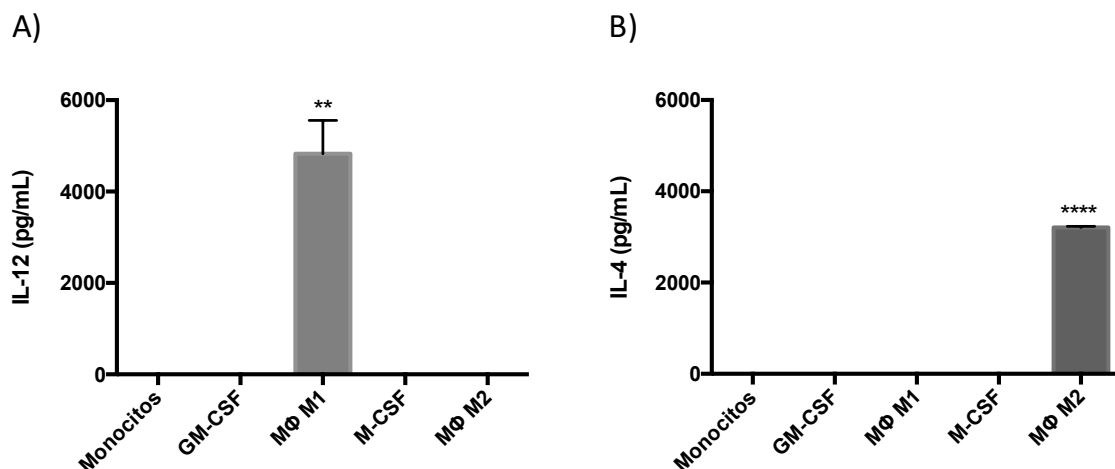 A)
B)
IL-12 (pg/mL)
6000
4000
2000
0
**
Monocitos
GM-CSF
MΦ M1
M-CSF
MΦ M2
IL-4 (pg/mL)
6000
4000
2000
0
****
Monocitos
GM-CSF
MΦ M1
M-CSF
MΦ M2